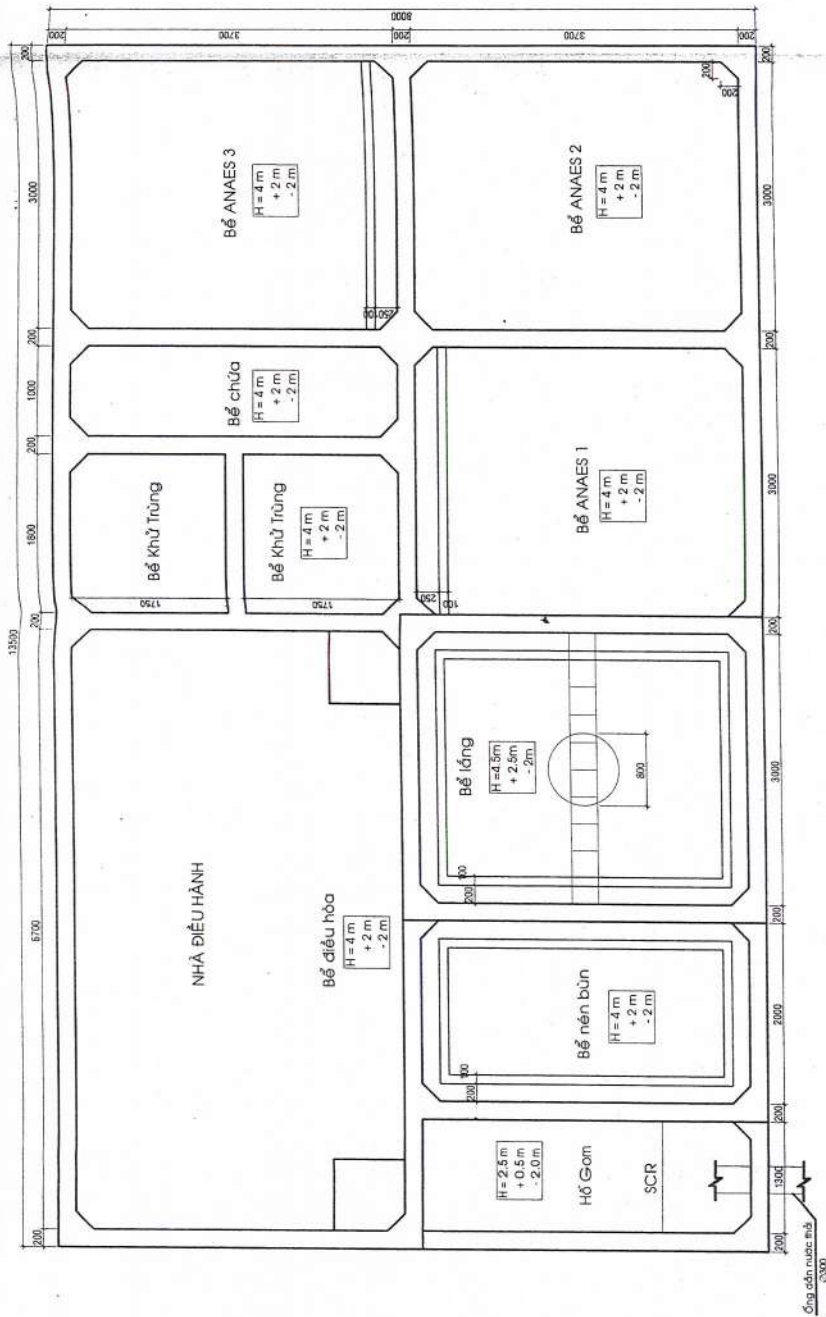 13500
200 6700 200 1800 200 1000 200 3000 200
NHÀ ĐIỀU HÀNH
Bể điều hòa
H = 4 m
+ 2 m
- 2 m
Bể Khử Trùng
1750
Bể Khử Trùng
H = 4 m
+ 2 m
- 2 m
1750
Bể chứa
H = 4 m
+ 2 m
- 2 m
Bể ANAES 3
H = 4 m
+ 2 m
- 2 m
250
100
200
3700
200
3700
200
8000
H = 2.5 m
+ 0.5 m
- 2.0 m
Hố Gom
SCR
200
100
Bể nén bùn
H = 4 m
+ 2 m
- 2 m
200
100
Bể lắng
H = 4.5m
+ 2.5m
- 2m
800
250
100
Bể ANAES 1
H = 4 m
+ 2 m
- 2 m
Bể ANAES 2
H = 4 m
+ 2 m
- 2 m
200
200
200 1300 200 2000 200 3000 200 3000 200 3000 200
Ống dẫn nước thải
Ø300